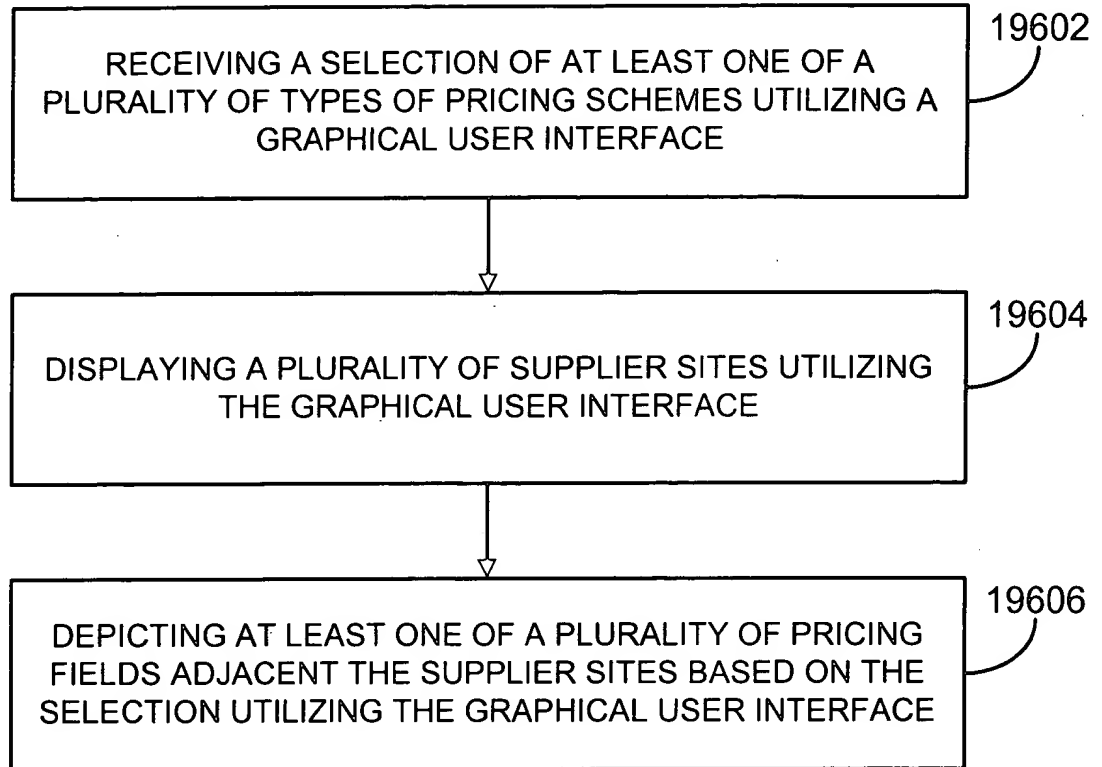 19602
RECEIVING A SELECTION OF AT LEAST ONE OF A
PLURALITY OF TYPES OF PRICING SCHEMES UTILIZING A
GRAPHICAL USER INTERFACE
19604
DISPLAYING A PLURALITY OF SUPPLIER SITES UTILIZING
THE GRAPHICAL USER INTERFACE
19606
DEPICTING AT LEAST ONE OF A PLURALITY OF PRICING
FIELDS ADJACENT THE SUPPLIER SITES BASED ON THE
SELECTION UTILIZING THE GRAPHICAL USER INTERFACE